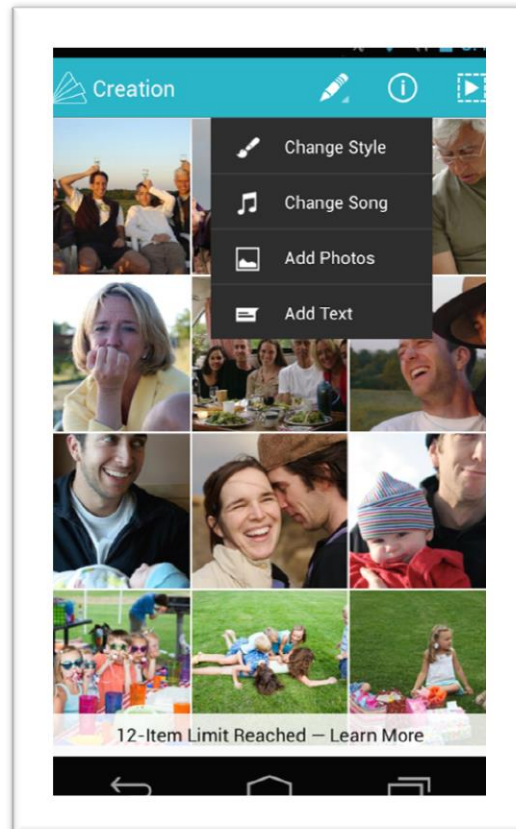 Creation
Change Style
Change Song
Add Photos
Add Text
12-Item Limit Reached — Learn More